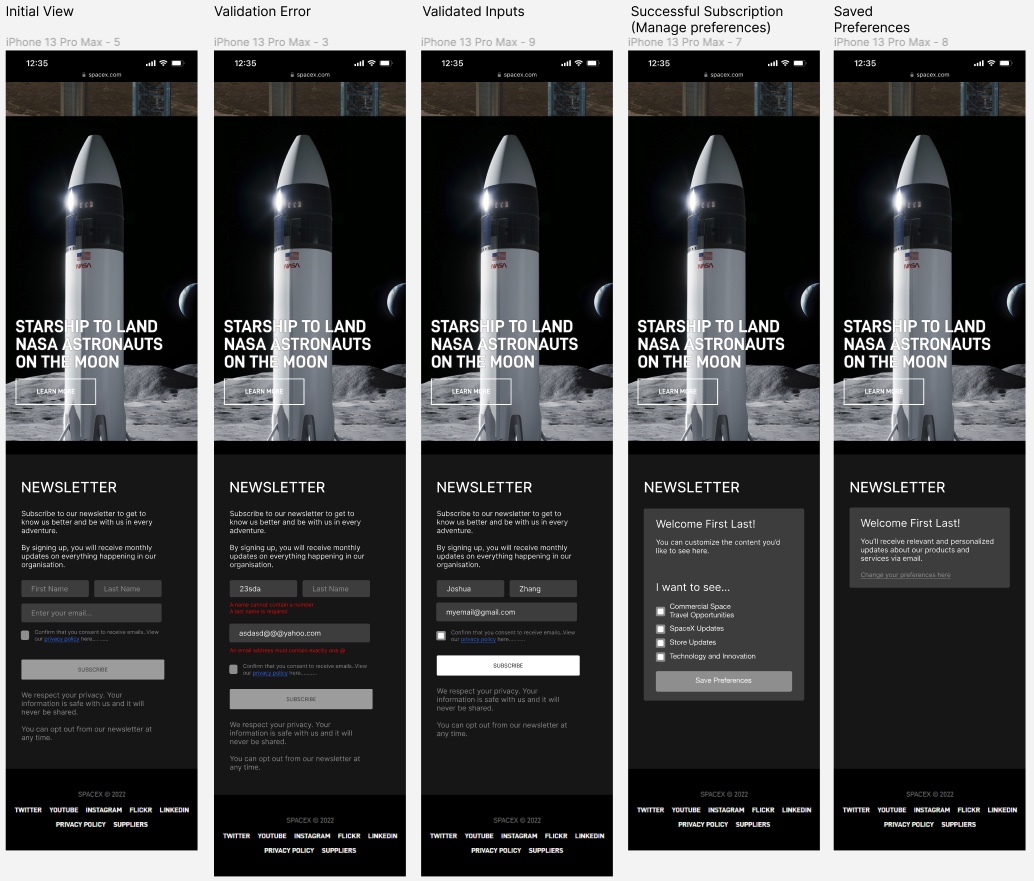 Initial View
iPhone 13 Pro Max - 5
12:35
spacex.com
NASA
STARSHIP TO LAND
NASA ASTRONAUTS
ON THE MOON
LEARN MORE
NEWSLETTER
Subscribe to our newsletter to get to
know us better and be with us in every
adventure.
By signing up, you will receive monthly
updates on everything happening in our
organisation.
First Name Last Name
Enter your email...
Confirm that you consent to receive emails..View
our privacy policy here...........
SUBSCRIBE
We respect your privacy. Your
information is safe with us and it will
never be shared.
You can opt out from our newsletter at
any time.
SPACEX © 2022
TWITTER YOUTUBE INSTAGRAM FLICKR LINKEDIN
PRIVACY POLICY SUPPLIERS
Validation Error
iPhone 13 Pro Max - 3
12:35
spacex.com
NASA
STARSHIP TO LAND
NASA ASTRONAUTS
ON THE MOON
LEARN MORE
NEWSLETTER
Subscribe to our newsletter to get to
know us better and be with us in every
adventure.
By signing up, you will receive monthly
updates on everything happening in our
organisation.
23sda Last Name
A name cannot contain a number
A last name is required
asdasd@@@yahoo.com
An email address must contain exactly one @
Confirm that you consent to receive emails..View
our privacy policy here...........
SUBSCRIBE
We respect your privacy. Your
information is safe with us and it will
never be shared.
You can opt out from our newsletter at
any time.
SPACEX © 2022
TWITTER YOUTUBE INSTAGRAM FLICKR LINKEDIN
PRIVACY POLICY SUPPLIERS
Validated Inputs
iPhone 13 Pro Max - 9
12:35
spacex.com
NASA
STARSHIP TO LAND
NASA ASTRONAUTS
ON THE MOON
LEARN MORE
NEWSLETTER
Subscribe to our newsletter to get to
know us better and be with us in every
adventure.
By signing up, you will receive monthly
updates on everything happening in our
organisation.
Joshua Zhang
myemail@gmail.com
Confirm that you consent to receive emails..View
our privacy policy here...........
SUBSCRIBE
We respect your privacy. Your
information is safe with us and it will
never be shared.
You can opt out from our newsletter at
any time.
SPACEX © 2022
TWITTER YOUTUBE INSTAGRAM FLICKR LINKEDIN
PRIVACY POLICY SUPPLIERS
Successful Subscription
(Manage preferences)
iPhone 13 Pro Max - 7
12:35
spacex.com
NASA
STARSHIP TO LAND
NASA ASTRONAUTS
ON THE MOON
LEARN MORE
NEWSLETTER
Welcome First Last!
You can customize the content you'd
like to see here.
I want to see...
Commercial Space
Travel Opportunities
SpaceX Updates
Store Updates
Technology and Innovation
Save Preferences
SPACEX © 2022
TWITTER YOUTUBE INSTAGRAM FLICKR LINKEDIN
PRIVACY POLICY SUPPLIERS
Saved
Preferences
iPhone 13 Pro Max - 8
12:35
spacex.com
NASA
STARSHIP TO LAND
NASA ASTRONAUTS
ON THE MOON
LEARN MORE
NEWSLETTER
Welcome First Last!
You'll receive relevant and personalized
updates about our products and
services via email.
Change your preferences here
SPACEX © 2022
TWITTER YOUTUBE INSTAGRAM FLICKR LINKEDIN
PRIVACY POLICY SUPPLIERS